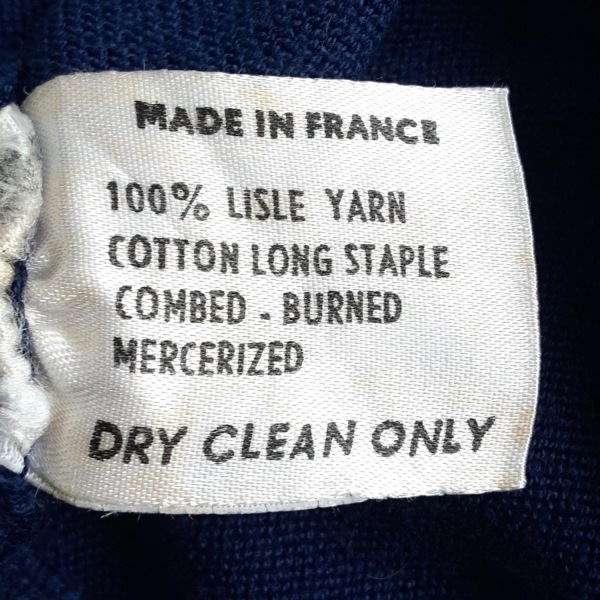 MADE IN FRANCE
100% LISLE YARN
COTTON LONG STAPLE
COMBED - BURNED
MERCERIZED
DRY CLEAN ONLY